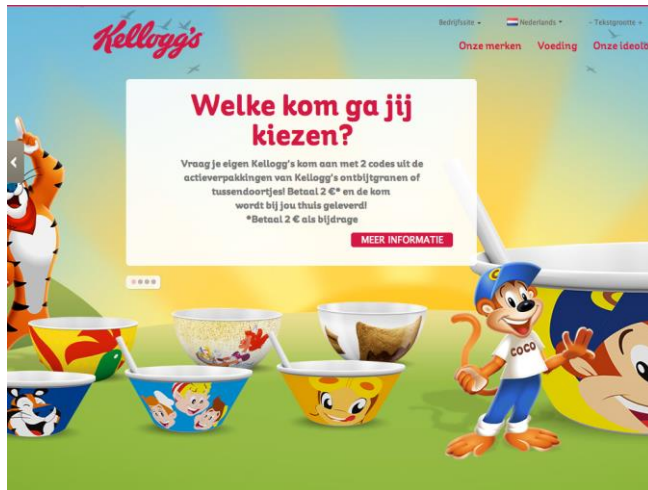 Kellogg's
Bedrijfssite Nederlands - Tekstgrootte +
Onze merken Voeding Onze
Welke kom ga jij
kiezen?
Vraag je eigen Kellogg's kom aan met 2 codes uit de
actieverpakkingen van Kellogg's ontbijtgranen of
tussendoortjes! Betaal 2 €* en de kom
wordt bij jou thuis geleverd!
*Betaal 2 € als bijdrage
MEER INFORMATIE
COCO